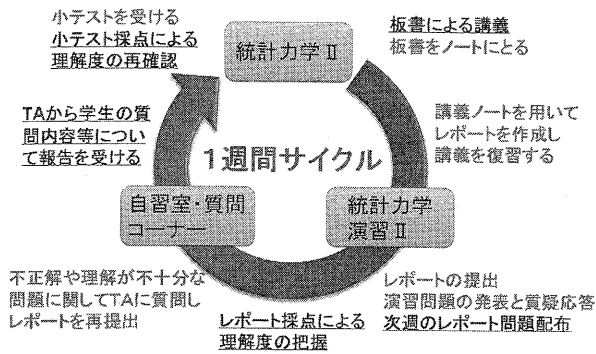 小テストを受ける
小テスト採点による
理解度の再確認
統計力学Ⅱ
板書による講義
板書をノートにとる
講義ノートを用いて
レポートを作成し
講義を復習する
TAから学生の質
問内容等につい
て報告を受ける
1週間サイクル
自習室・質問
コーナー
統計力学
演習Ⅱ
不正解や理解が不十分な
問題に関してTAに質問し
レポートを再提出
レポート採点による
理解度の把握
レポートの提出
演習問題の発表と質疑応答
次週のレポート問題配布